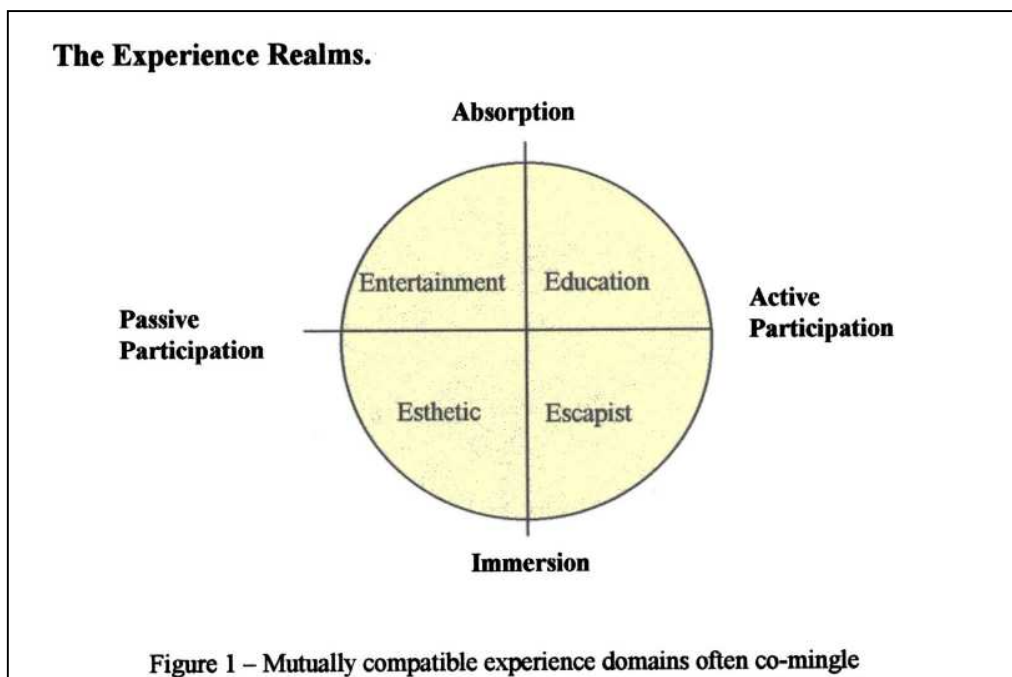 The Experience Realms.
Absorption
Entertainment
Education
Passive
Participation
Active
Participation
Esthetic
Escapist
Immersion
Figure 1 – Mutually compatible experience domains often co-mingle